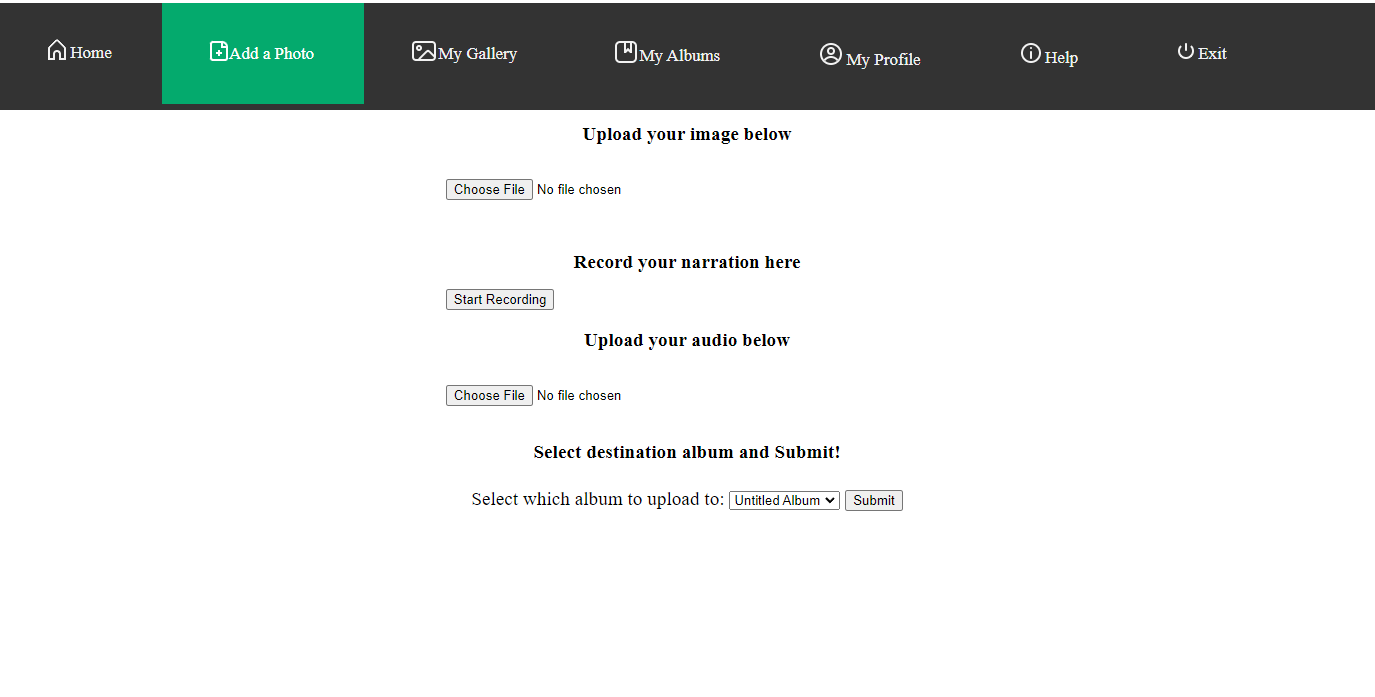 Home Add a Photo My Gallery My Albums My Profile Help Exit
Upload your image below
Choose File No file chosen
Record your narration here
Start Recording
Upload your audio below
Choose File No file chosen
Select destination album and Submit!
Select which album to upload to: Untitled Album Submit